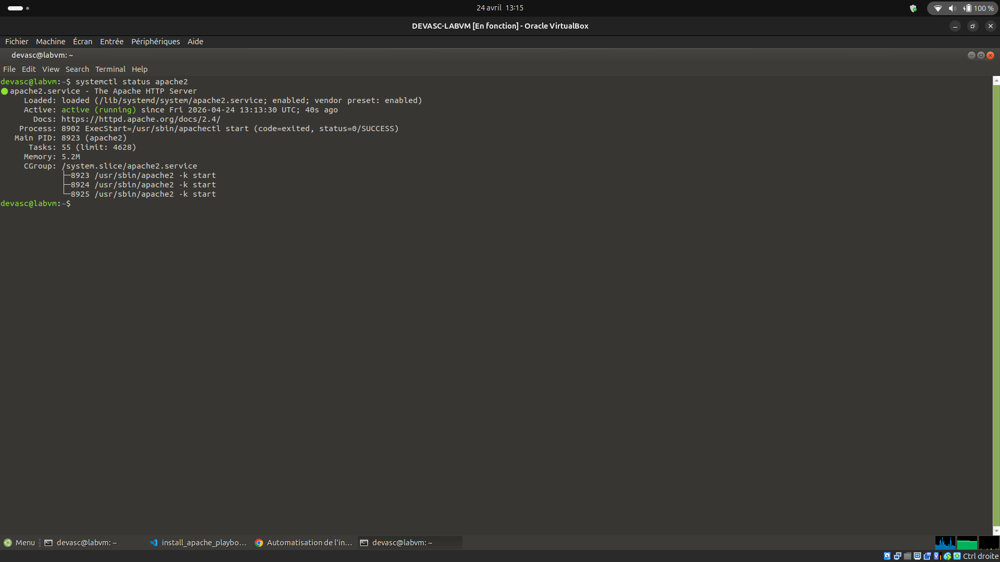 24 avril 13:15
100 %
DEVASC-LABVM [En fonction] - Oracle VirtualBox
Fichier Machine Écran Entrée Périphériques Aide
devasc@labvm: ~
File Edit View Search Terminal Help
devasc@labvm:~$ systemctl status apache2
apache2.service - The Apache HTTP Server
Loaded: loaded (/lib/systemd/system/apache2.service; enabled; vendor preset: enabled)
Active: active (running) since Fri 2026-04-24 13:13:30 UTC; 40s ago
Docs: https://httpd.apache.org/docs/2.4/
Process: 8902 ExecStart=/usr/sbin/apachectl start (code=exited, status=0/SUCCESS)
Main PID: 8923 (apache2)
Tasks: 55 (limit: 4628)
Memory: 5.2M
CGroup: /system.slice/apache2.service
├─8923 /usr/sbin/apache2 -k start
├─8924 /usr/sbin/apache2 -k start
└─8925 /usr/sbin/apache2 -k start
devasc@labvm:~$
Menu devasc@labvm: ~ install_apache_playbo... Automatisation de l'in... devasc@labvm: ~
Ctrl droite